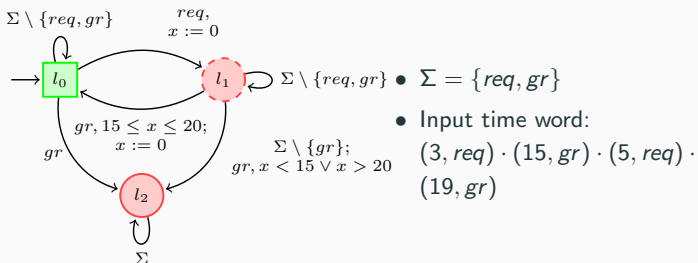 Σ \ {req, gr}
req,
x := 0
l₀
l₁
Σ \ {req, gr}
gr, 15 ≤ x ≤ 20;
x := 0
gr
Σ \ {gr};
gr, x < 15 ∨ x > 20
l₂
Σ
• Σ = {req, gr}
• Input time word:
(3, req) · (15, gr) · (5, req) ·
(19, gr)